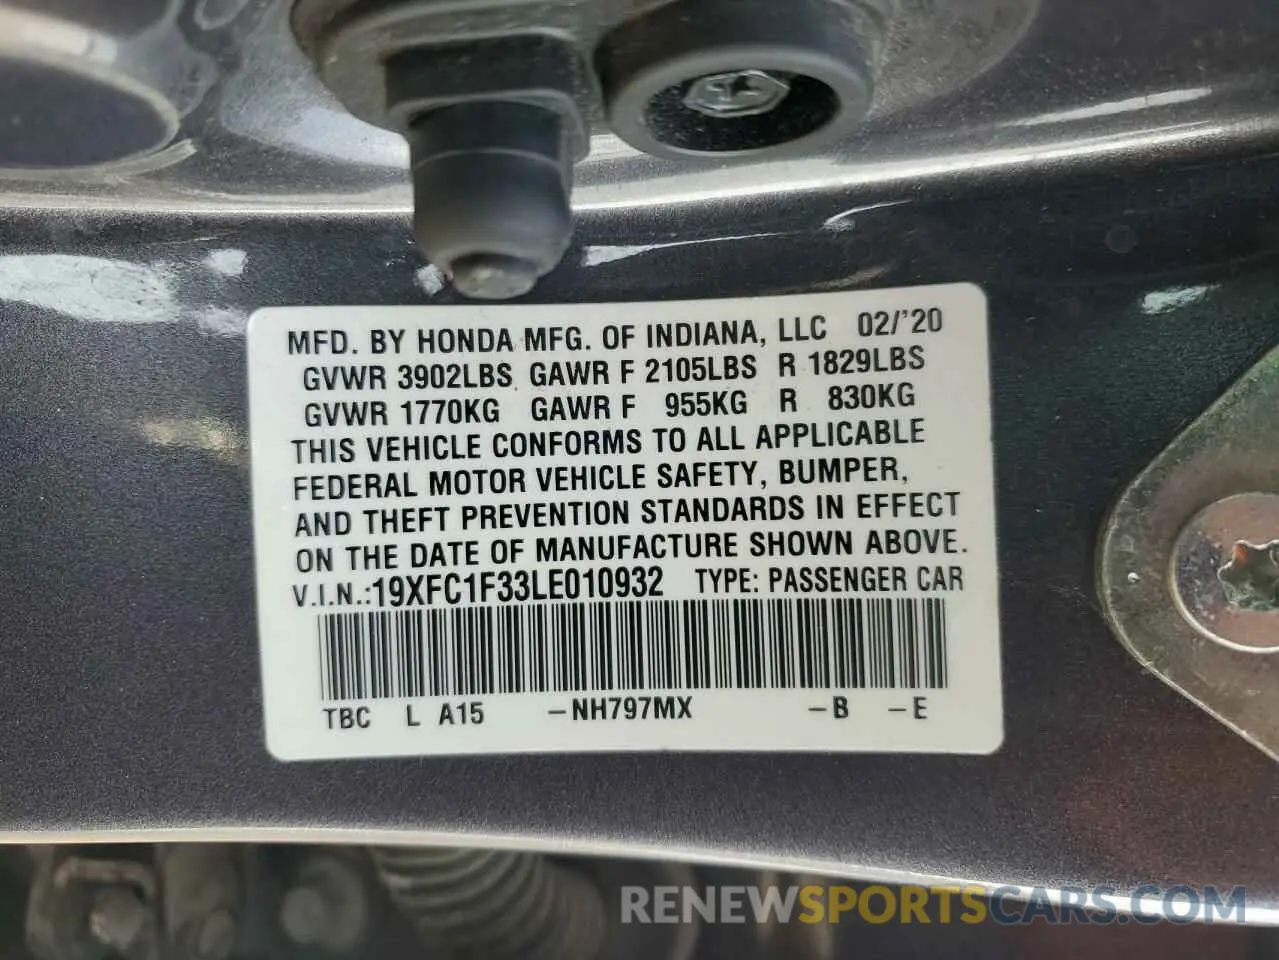 MFD. BY HONDA MFG. OF INDIANA, LLC 02/'20
GVWR 3902LBS GAWR F 2105LBS R 1829LBS
GVWR 1770KG GAWR F 955KG R 830KG
THIS VEHICLE CONFORMS TO ALL APPLICABLE
FEDERAL MOTOR VEHICLE SAFETY, BUMPER,
AND THEFT PREVENTION STANDARDS IN EFFECT
ON THE DATE OF MANUFACTURE SHOWN ABOVE.
V.I.N.:19XFC1F33LE010932 TYPE: PASSENGER CAR
TBC L A15 -NH797MX -B -E
RENEWSPORTSCARS.COM